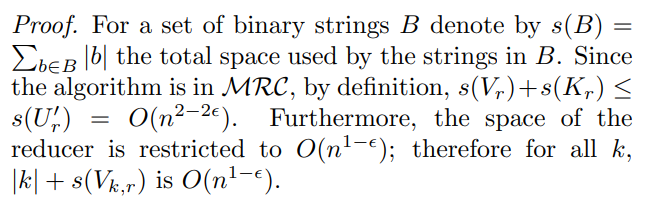 Proof. For a set of binary strings B denote by s(B) =
∑_{b∈B} |b| the total space used by the strings in B. Since
the algorithm is in MRC, by definition, s(V_r)+s(K_r) ≤
s(U′_r) = O(n^{2−2ϵ}). Furthermore, the space of the
reducer is restricted to O(n^{1−ϵ}); therefore for all k,
|k| + s(V_{k,r}) is O(n^{1−ϵ}).